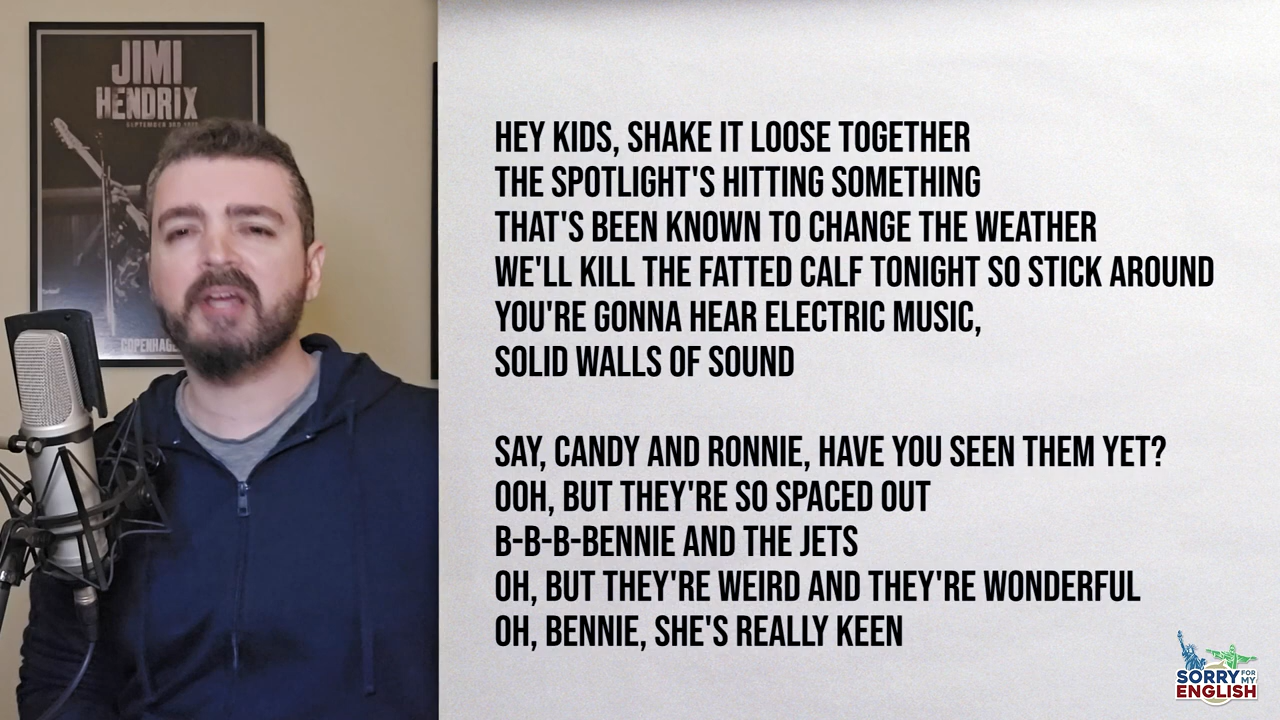 JIMI
HENDRIX
COPENHAG
HEY KIDS, SHAKE IT LOOSE TOGETHER
THE SPOTLIGHT'S HITTING SOMETHING
THAT'S BEEN KNOWN TO CHANGE THE WEATHER
WE'LL KILL THE FATTED CALF TONIGHT SO STICK AROUND
YOU'RE GONNA HEAR ELECTRIC MUSIC,
SOLID WALLS OF SOUND
SAY, CANDY AND RONNIE, HAVE YOU SEEN THEM YET?
OOH, BUT THEY'RE SO SPACED OUT
B-B-B-BENNIE AND THE JETS
OH, BUT THEY'RE WEIRD AND THEY'RE WONDERFUL
OH, BENNIE, SHE'S REALLY KEEN
SORRY FOR MY
ENGLISH